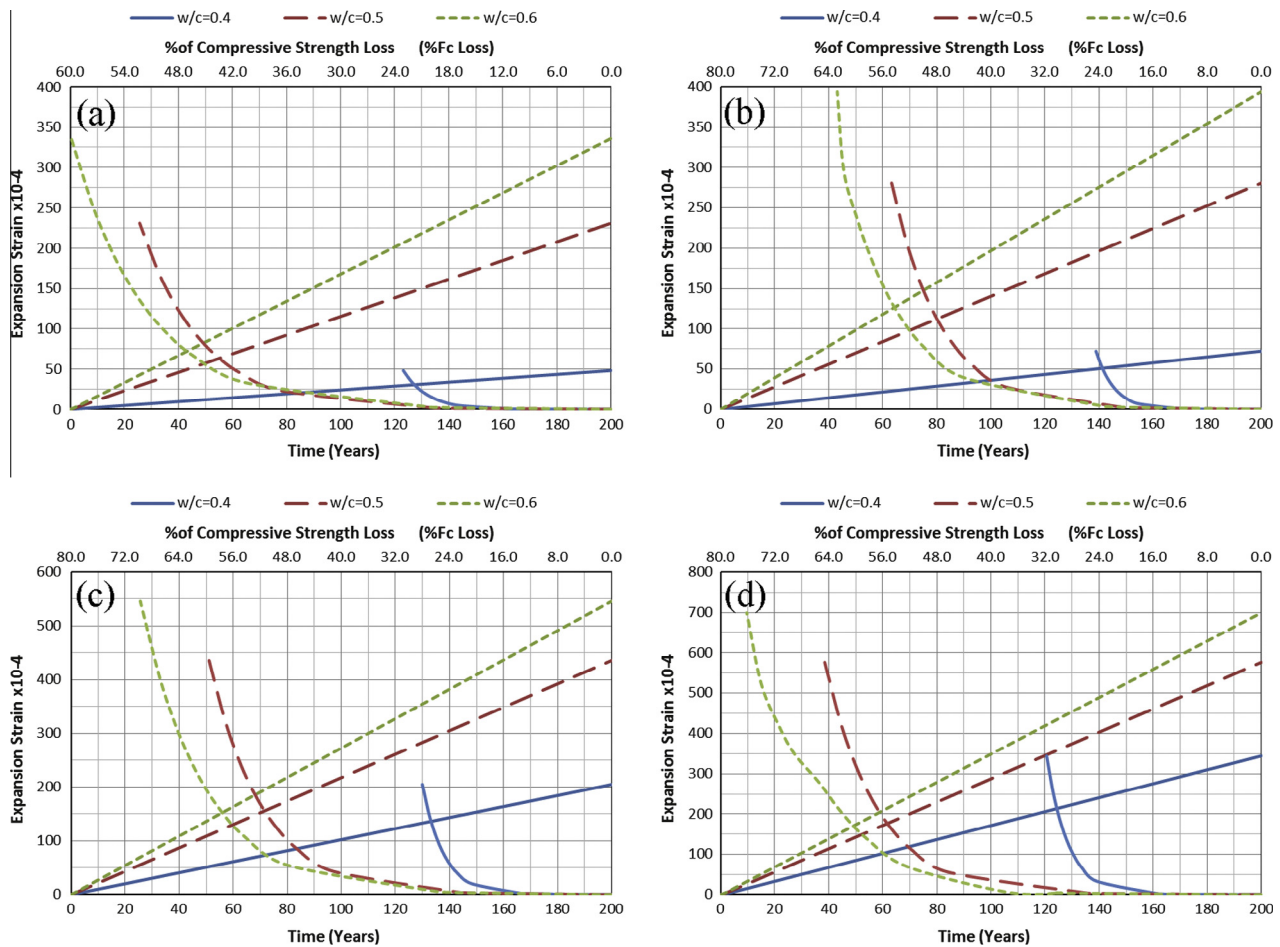 w/c=0.4 w/c=0.5 w/c=0.6
%of Compressive Strength Loss (%Fc Loss)
60.0 54.0 48.0 42.0 36.0 30.0 24.0 18.0 12.0 6.0 0.0
400
350
300
250
200
150
100
50
0
Expansion Strain x10-4
(a)
0 20 40 60 80 100 120 140 160 180 200
Time (Years)
w/c=0.4 w/c=0.5 w/c=0.6
%of Compressive Strength Loss (%Fc Loss)
80.0 72.0 64.0 56.0 48.0 40.0 32.0 24.0 16.0 8.0 0.0
400
350
300
250
200
150
100
50
0
Expansion Strain x10-4
(b)
0 20 40 60 80 100 120 140 160 180 200
Time (Years)
w/c=0.4 w/c=0.5 w/c=0.6
%of Compressive Strength Loss (%Fc Loss)
80.0 72.0 64.0 56.0 48.0 40.0 32.0 24.0 16.0 8.0 0.0
600
500
400
300
200
100
0
Expansion Strain x10-4
(c)
0 20 40 60 80 100 120 140 160 180 200
Time (Years)
w/c=0.4 w/c=0.5 w/c=0.6
%of Compressive Strength Loss (%Fc Loss)
80.0 72.0 64.0 56.0 48.0 40.0 32.0 24.0 16.0 8.0 0.0
800
700
600
500
400
300
200
100
0
Expansion Strain x10-4
(d)
0 20 40 60 80 100 120 140 160 180 200
Time (Years)